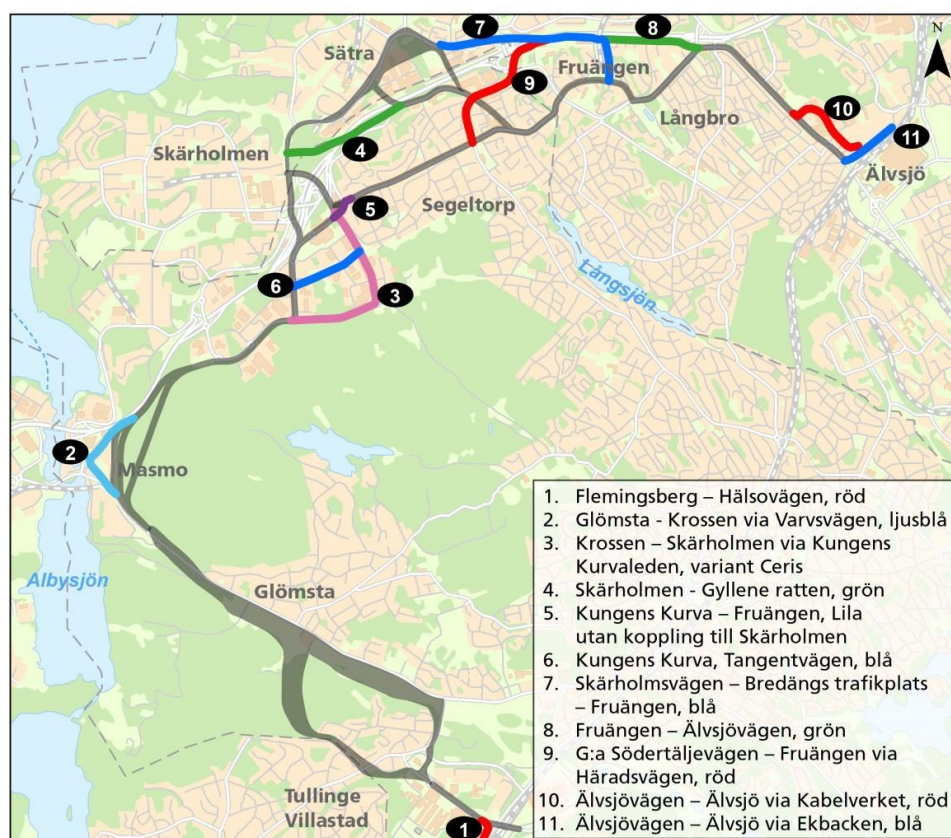 N
7
8
Sätra
Fruängen
9
Långbro
10
11
Skärholmen
4
Älvsjö
5
Segeltorp
Långsjön
6
3
2
Masmo
Albysjön
Glömsta
Tullinge
Villastad
1
1. Flemingsberg – Hälsovägen, röd
2. Glömsta - Krossen via Varvsvägen, ljusblå
3. Krossen – Skärholmen via Kungens
Kurvaleden, variant Ceris
4. Skärholmen - Gyllene ratten, grön
5. Kungens Kurva – Fruängen, Lila
utan koppling till Skärholmen
6. Kungens Kurva, Tangentvägen, blå
7. Skärholmsvägen – Bredängs trafikplats
– Fruängen, blå
8. Fruängen – Älvsjövägen, grön
9. G:a Södertäljevägen – Fruängen via
Häradsvägen, röd
10. Älvsjövägen – Älvsjö via Kabelverket, röd
11. Älvsjövägen – Älvsjö via Ekbacken, blå